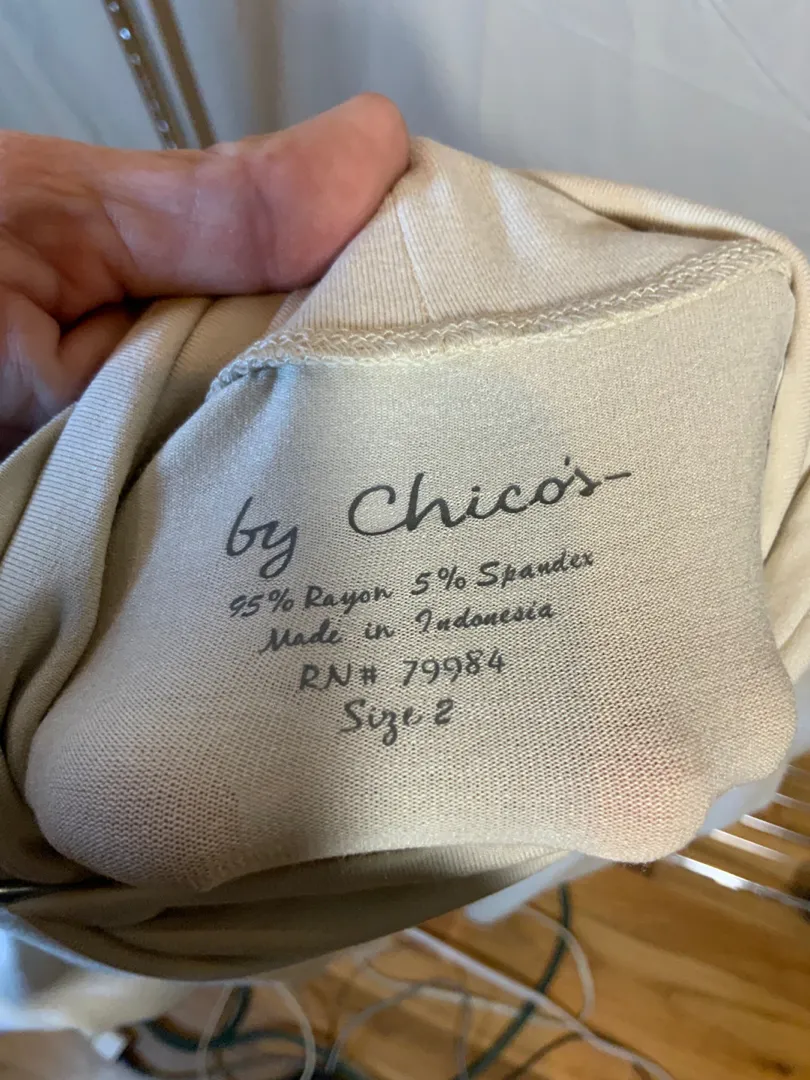 by Chico's-
95% Rayon 5% Spandex
Made in Indonesia
RN# 79984
Size 2